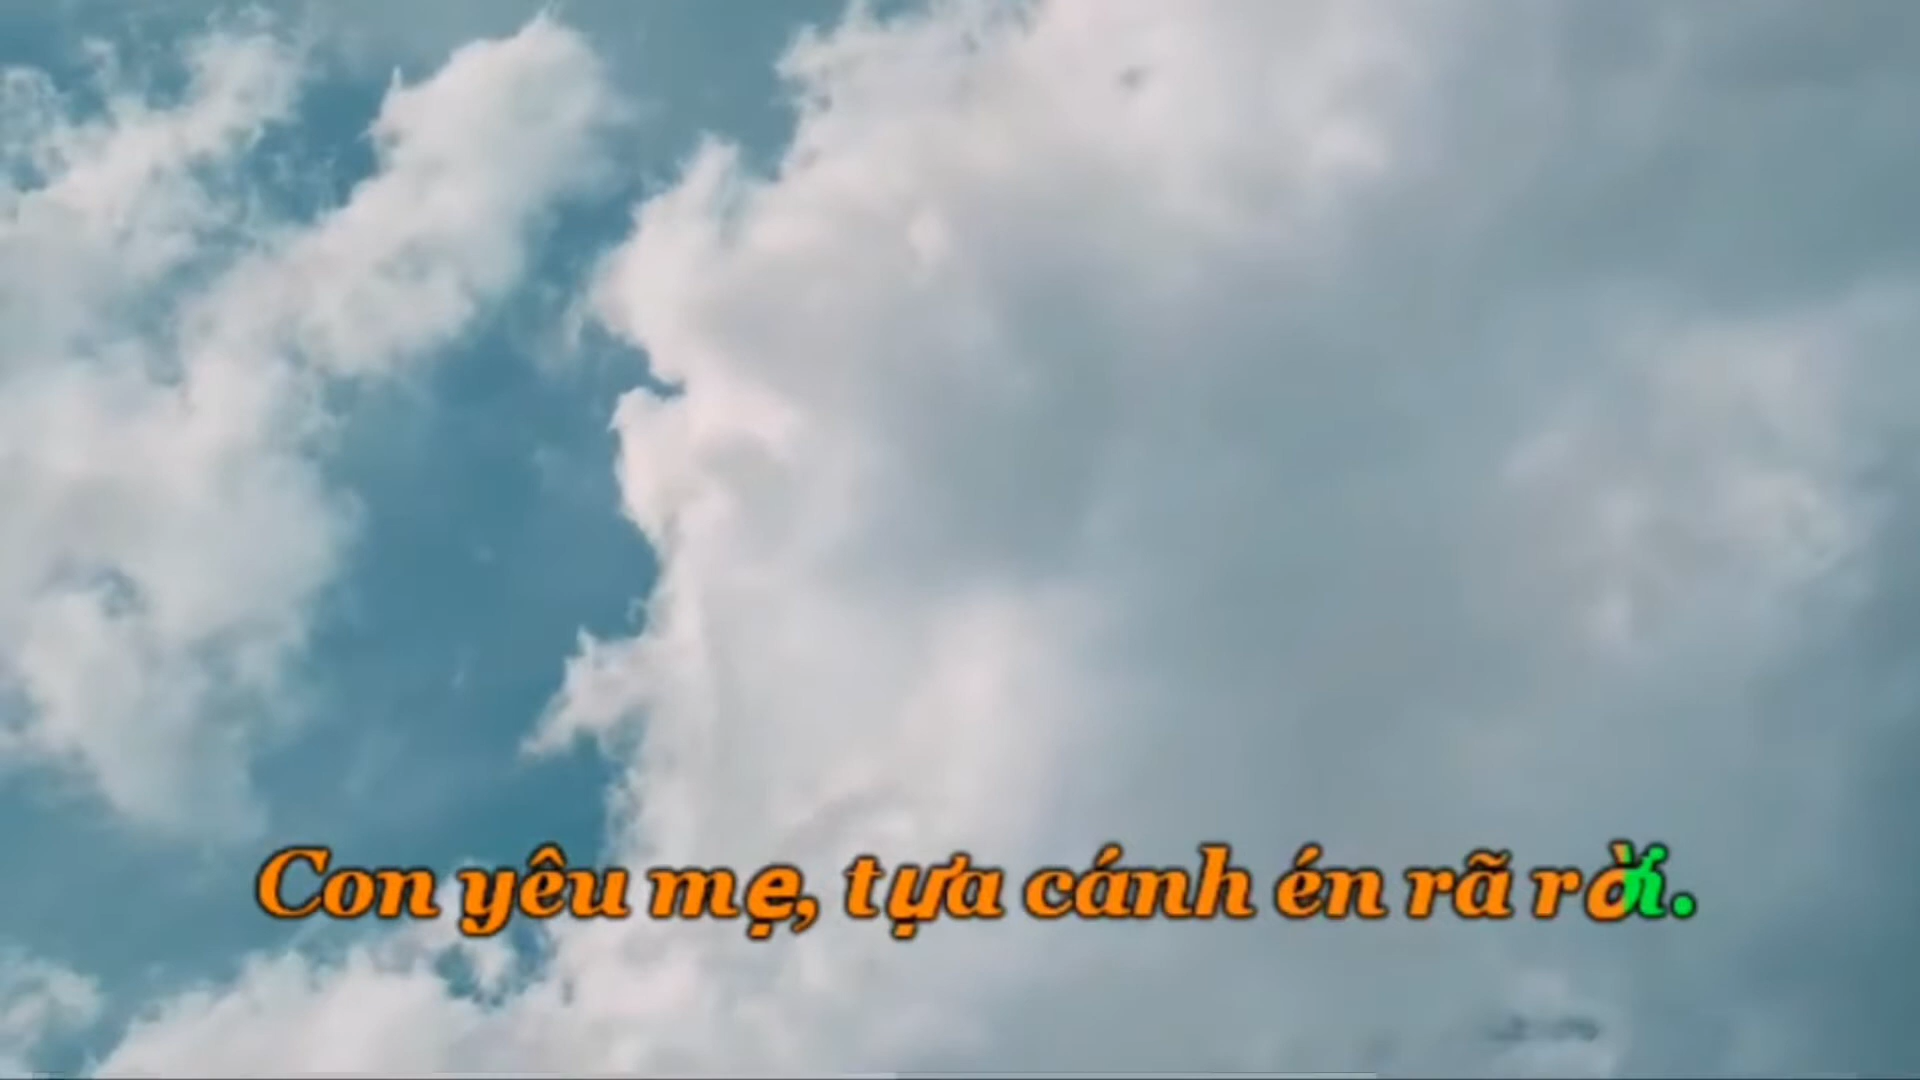 Con yêu mẹ, tựa cánh én rã rời.